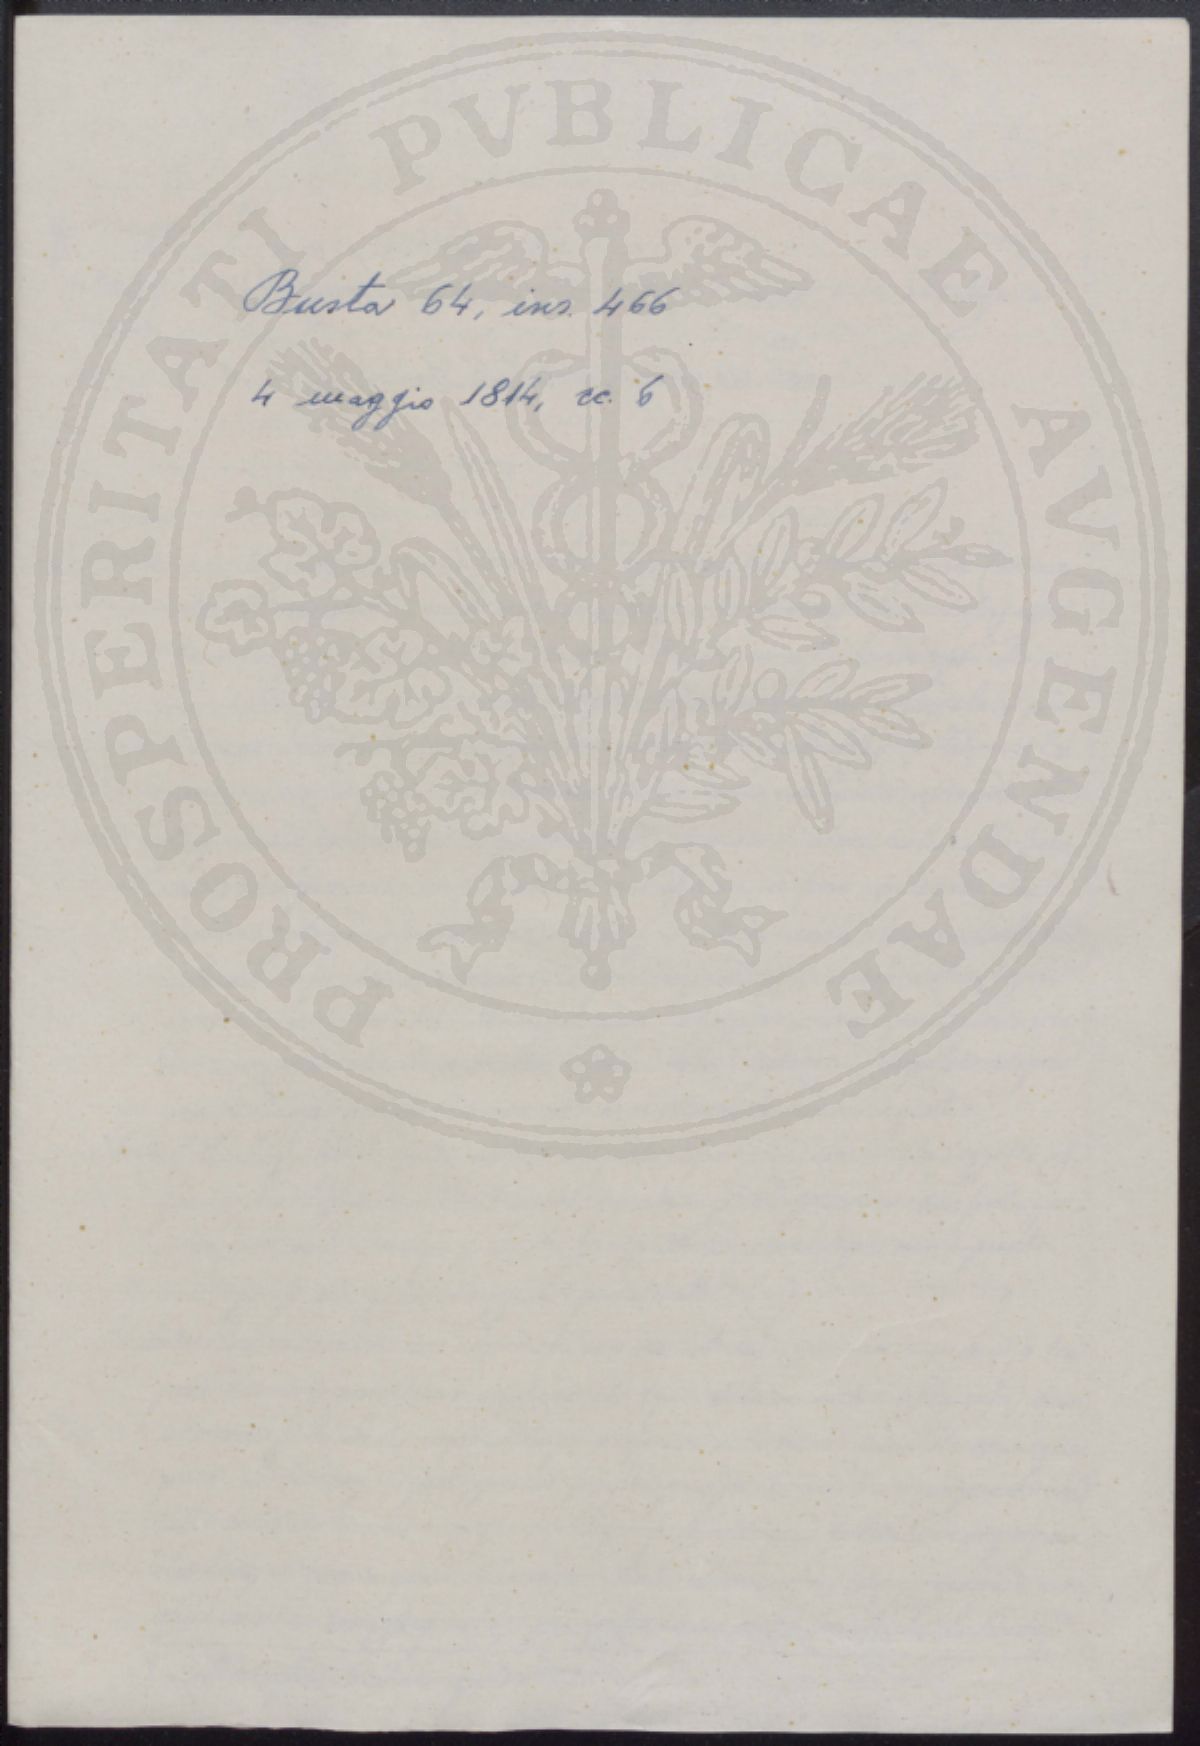 PROSPERITATI PVBLICAE AVGENDAE
Busta 64, ins. 466
4 maggio 1814, cc. 6